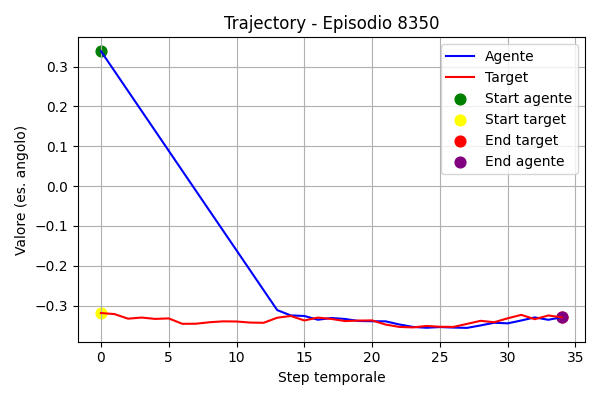 Trajectory - Episodio 8350
Valore (es. angolo)
0.3
0.2
0.1
0.0
−0.1
−0.2
−0.3
0
5
10
15
20
25
30
35
Step temporale
Agente
Target
Start agente
Start target
End target
End agente